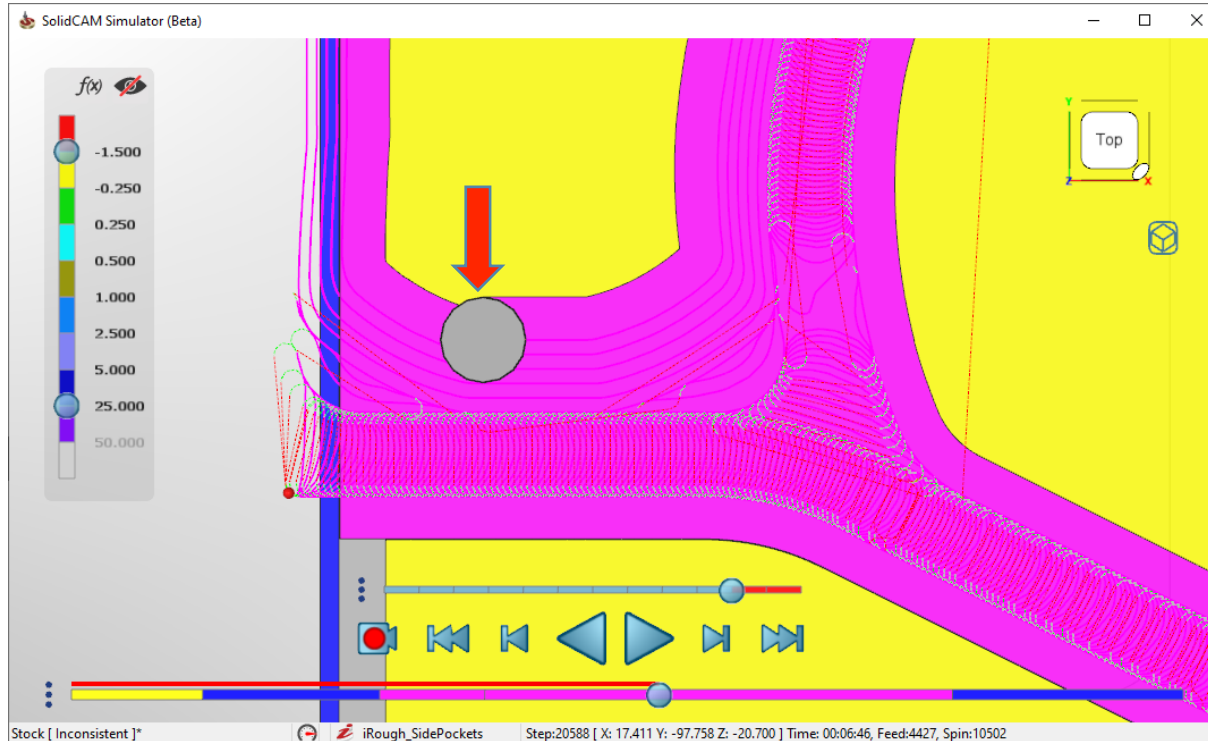 SolidCAM Simulator (Beta)
f(x)
-1.500
-0.250
0.250
0.500
1.000
2.500
5.000
25.000
50.000
Y
Top
Z
X
Stock [ Inconsistent ]*
iRough_SidePockets
Step:20588 [ X: 17.411 Y: -97.758 Z: -20.700 ] Time: 00:06:46, Feed:4427, Spin:10502